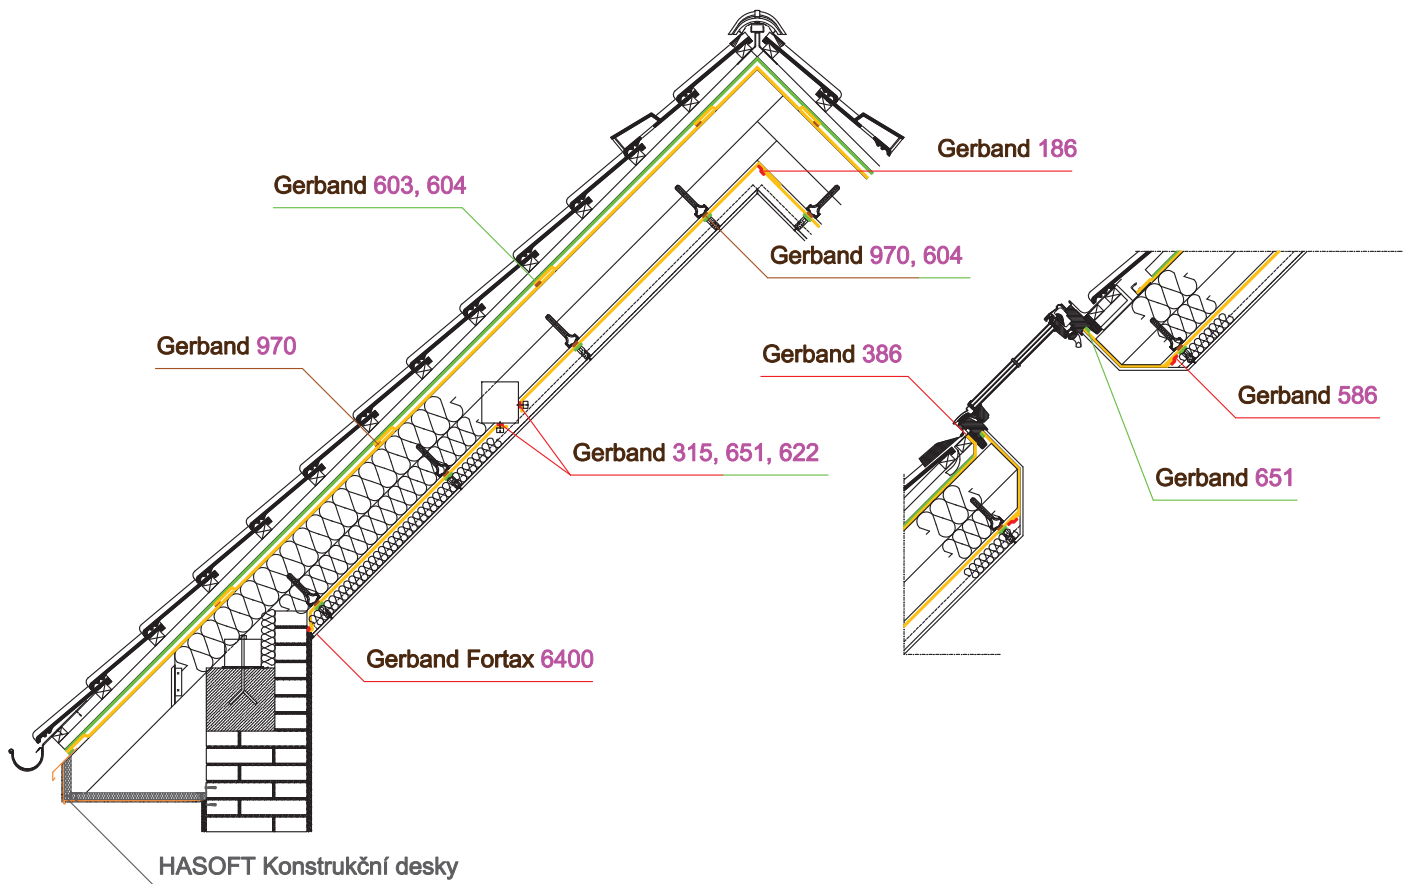 Gerband 186
Gerband 603, 604
Gerband 970, 604
Gerband 970
Gerband 386
Gerband 586
Gerband 315, 651, 622
Gerband 651
Gerband Fortax 6400
HASOFT Konstrukční desky